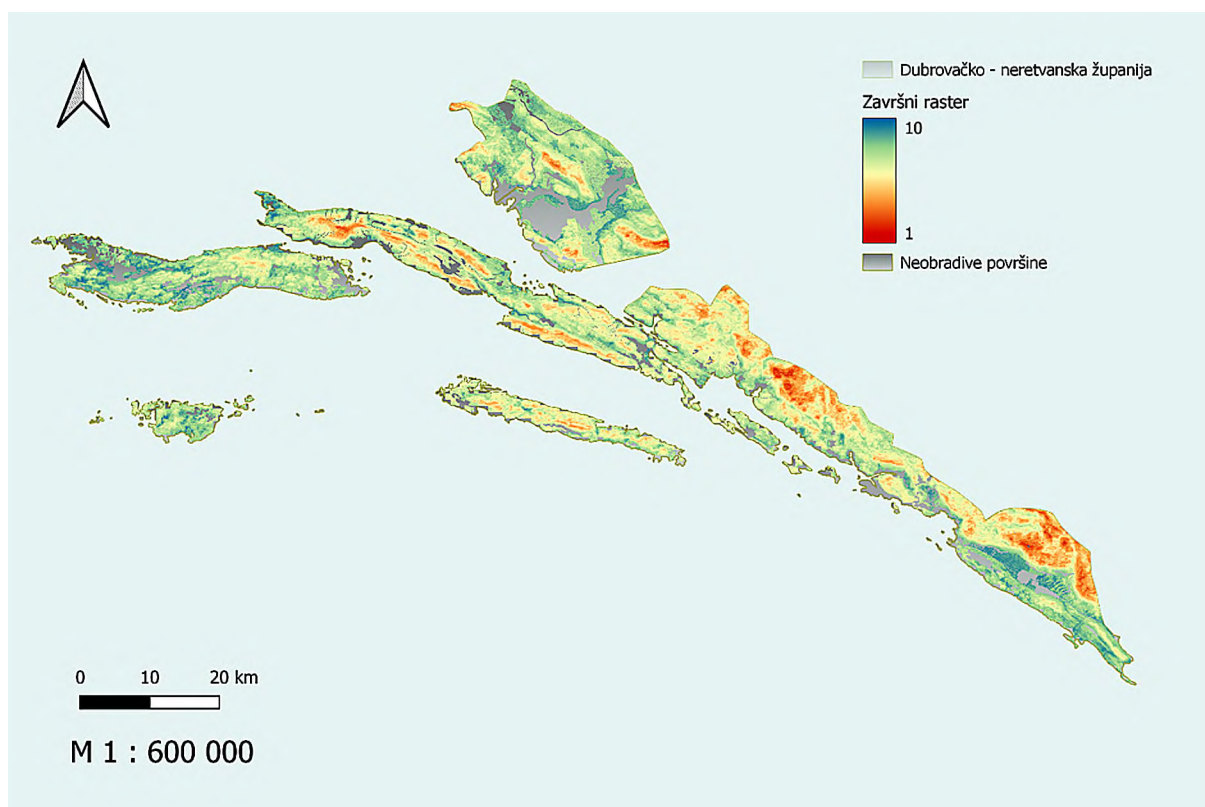 Dubrovačko - neretvanska županija
Završni raster
10
1
Neobradive površine
0 10 20 km
M 1 : 600 000